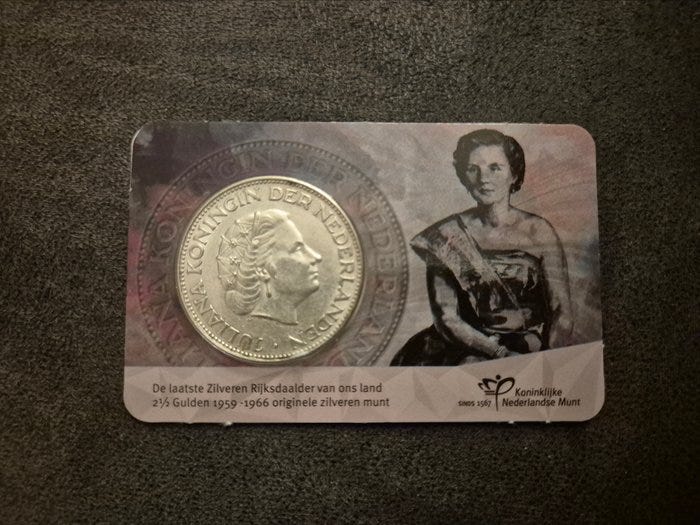 JULIANA KONINGIN DER NEDERLANDEN
De laatste Zilveren Rijksdaalder van ons land
2½ Gulden 1959 -1966 originele zilveren munt
SINDS 1567
Koninklijke
Nederlandse Munt